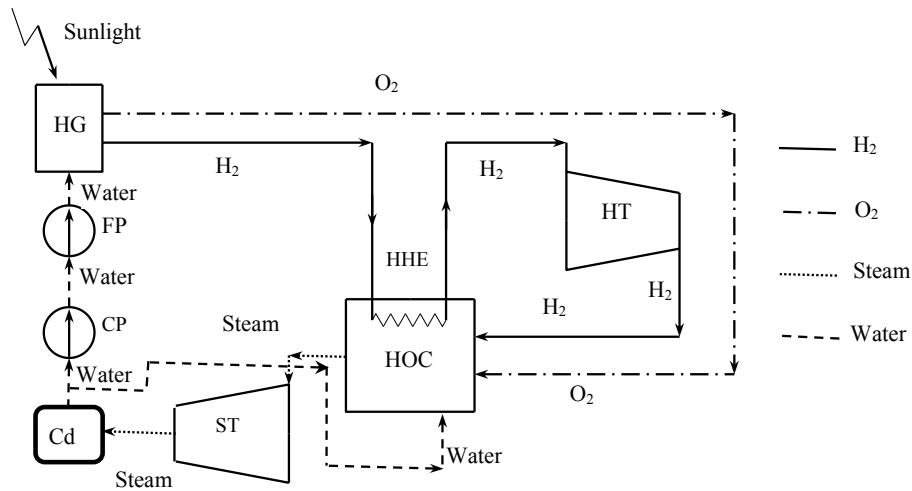 Sunlight
O2
HG
H2
H2
H2
Water
HT
O2
FP
HHE
Water
Steam
H2
H2
Steam
CP
Water
HOC
Water
O2
Cd
ST
Water
Steam